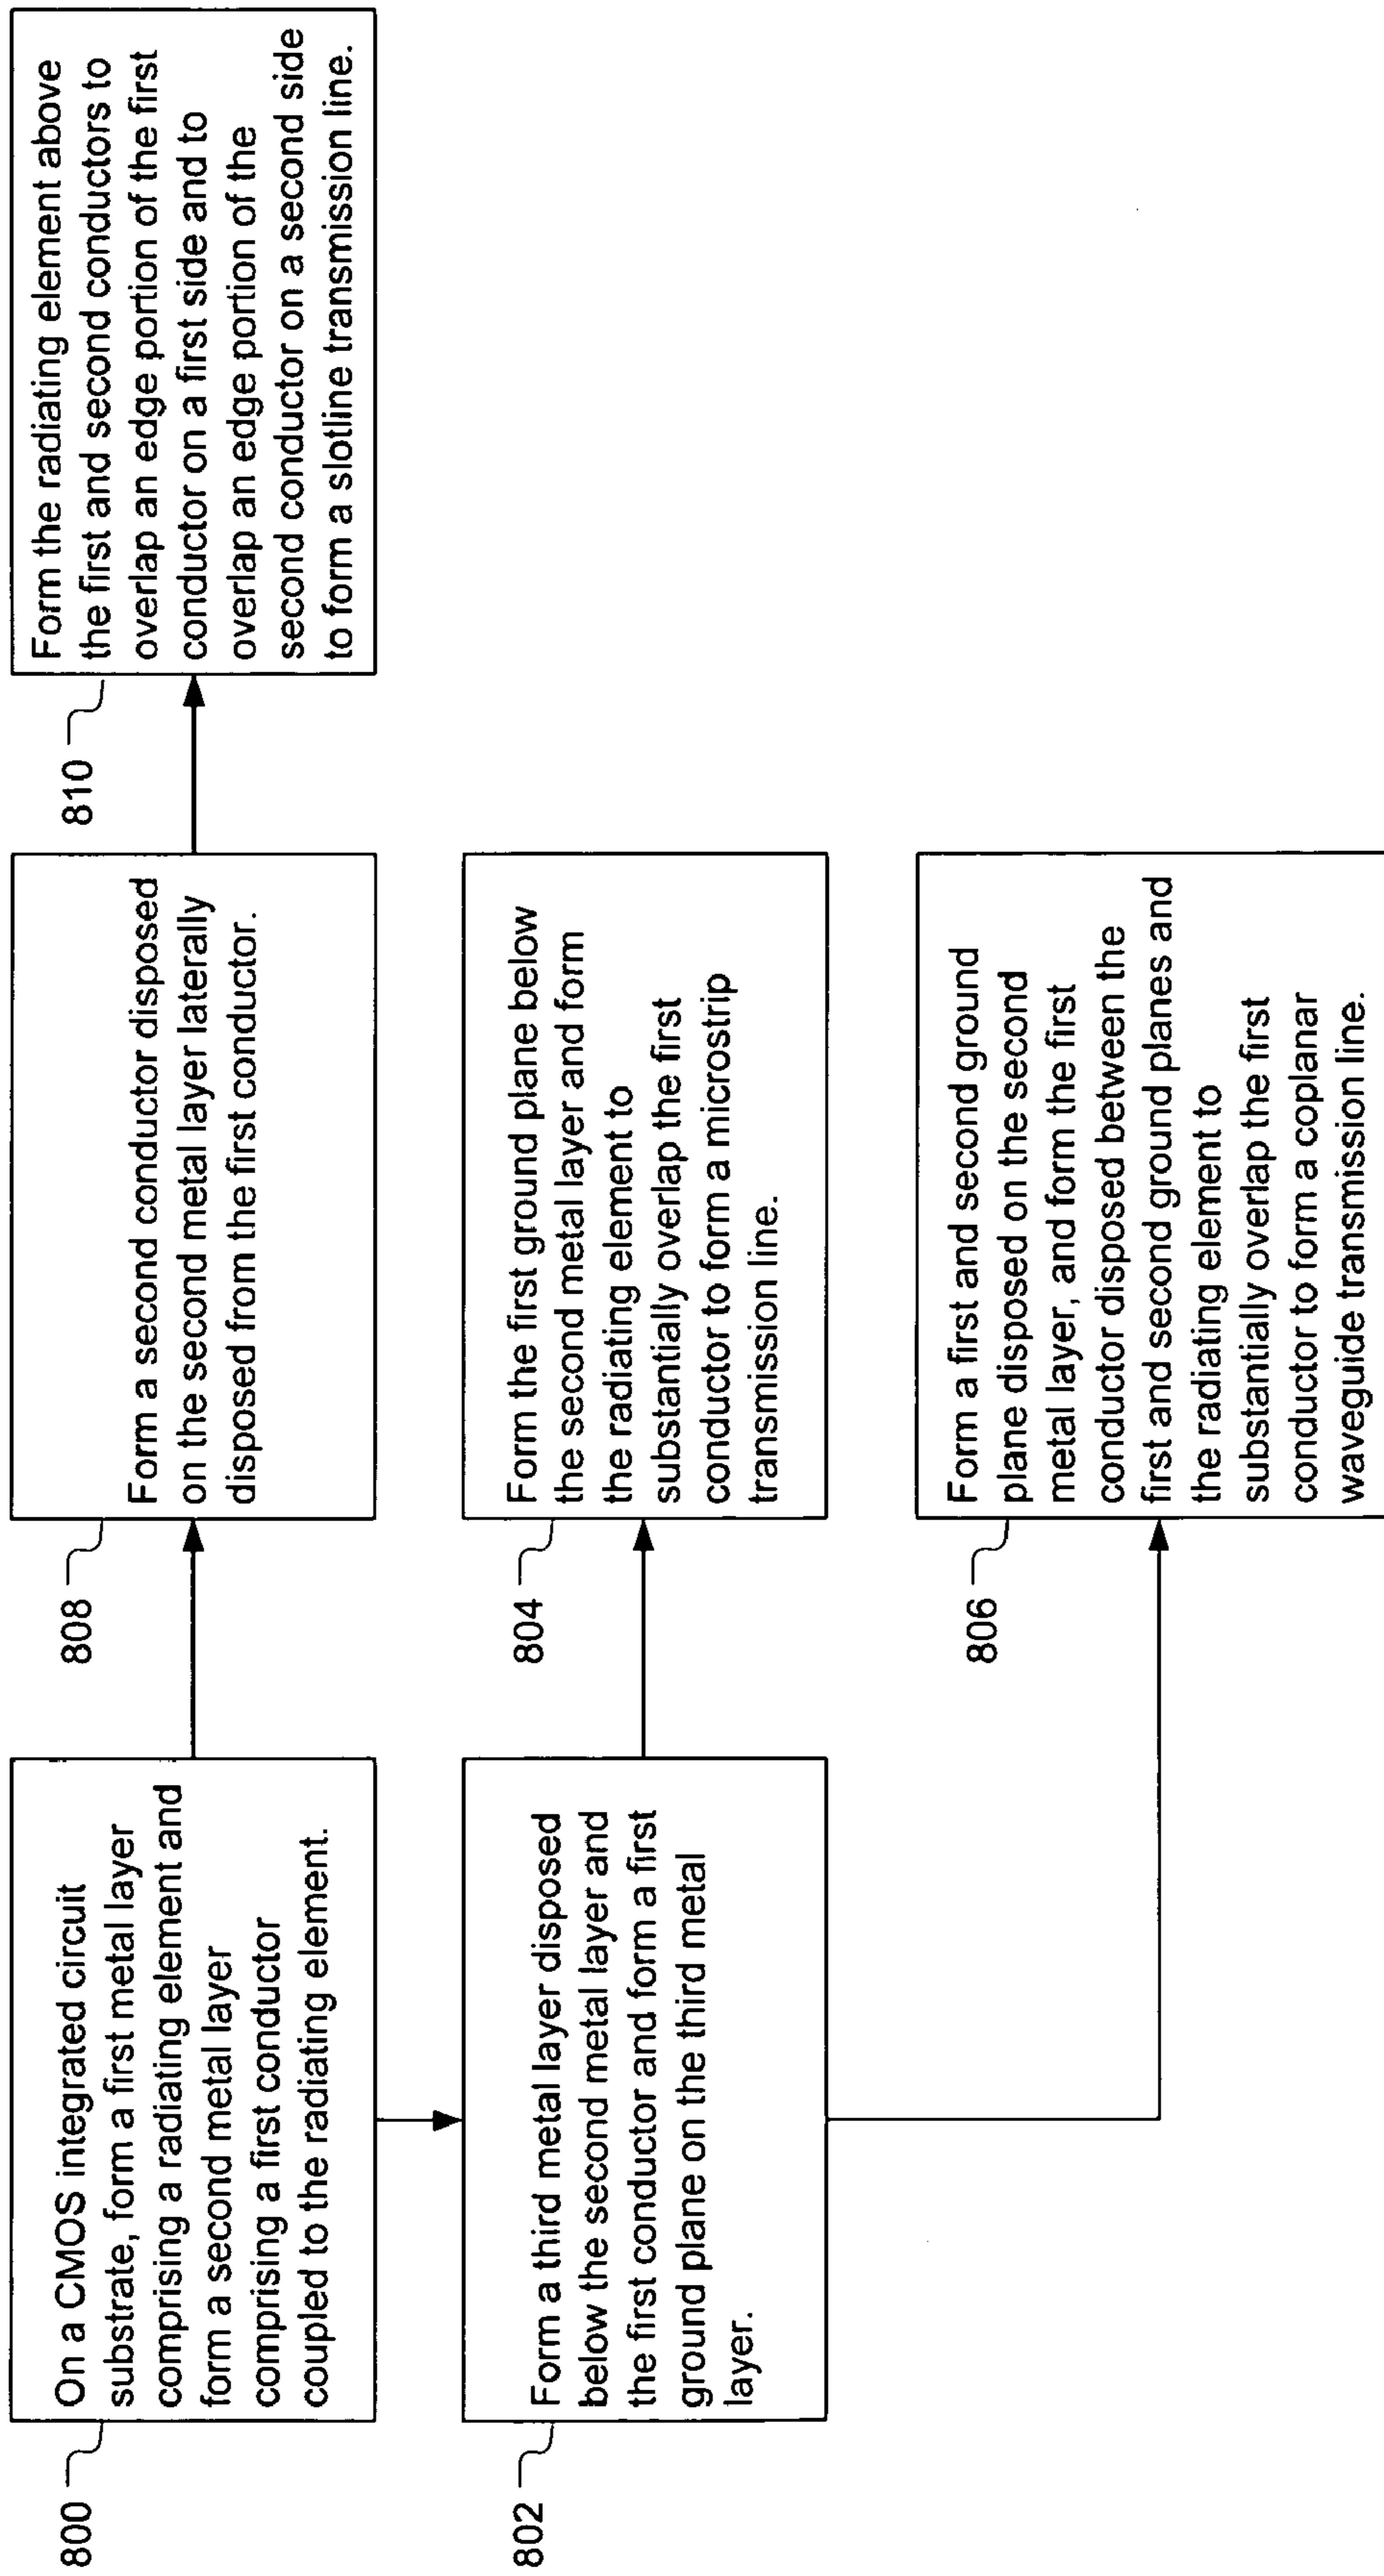 800
On a CMOS integrated circuit
substrate, form a first metal layer
comprising a radiating element and
form a second metal layer
comprising a first conductor
coupled to the radiating element.
808
Form a second conductor disposed
on the second metal layer laterally
disposed from the first conductor.
810
Form the radiating element above
the first and second conductors to
overlap an edge portion of the first
conductor on a first side and to
overlap an edge portion of the
second conductor on a second side
to form a slotline transmission line.
802
Form a third metal layer disposed
below the second metal layer and
the first conductor and form a first
ground plane on the third metal
layer.
804
Form the first ground plane below
the second metal layer and form
the radiating element to
substantially overlap the first
conductor to form a microstrip
transmission line.
806
Form a first and second ground
plane disposed on the second
metal layer, and form the first
conductor disposed between the
first and second ground planes and
the radiating element to
substantially overlap the first
conductor to form a coplanar
waveguide transmission line.